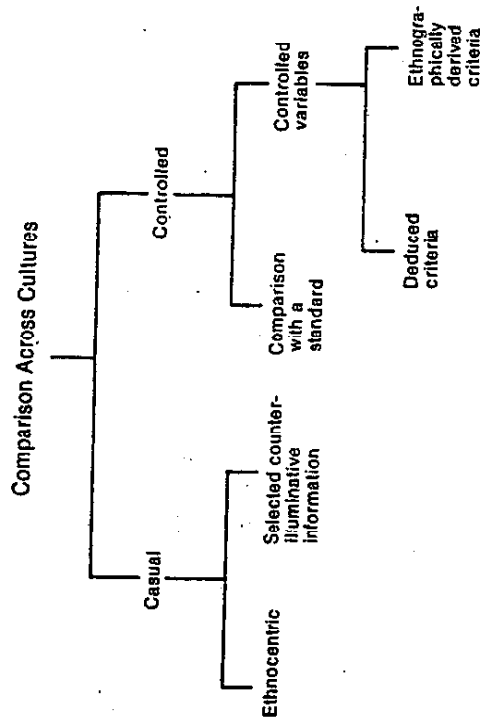 Comparison Across Cultures
Casual
Controlled
Ethnocentric
Selected counter-
illuminative
information
Comparison
with a
standard
Controlled
variables
Deduced
criteria
Ethnogra-
phically
derived
criteria